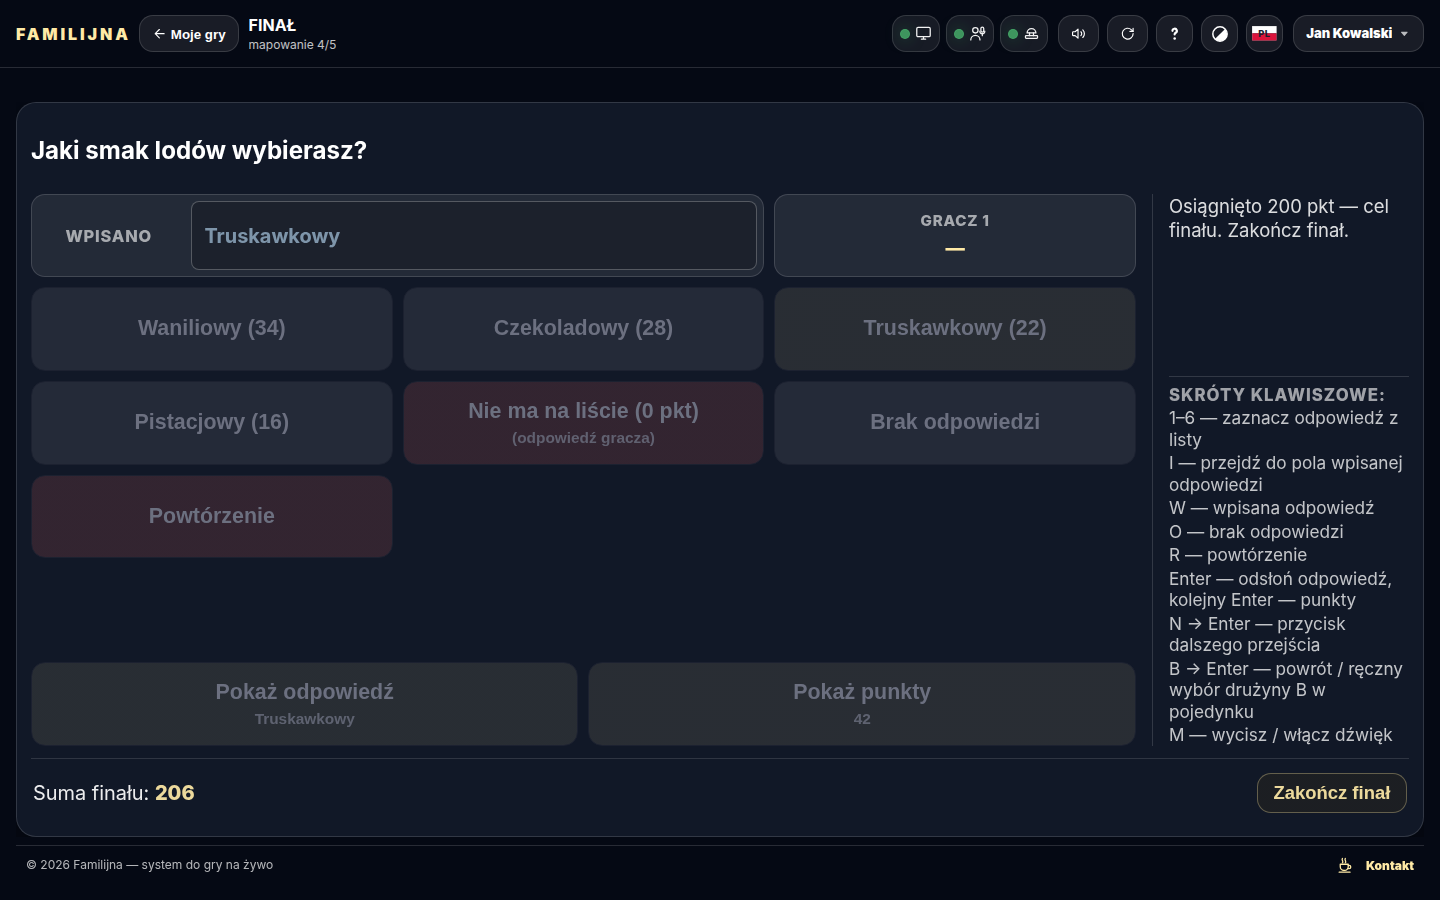 FAMILIJNA
← Moje gry
FINAŁ
mapowanie 4/5
?
PL
Jan Kowalski
Jaki smak lodów wybierasz?
WPISANO
Truskawkowy
GRACZ 1
—
Waniliowy (34)
Czekoladowy (28)
Truskawkowy (22)
Pistacjowy (16)
Nie ma na liście (0 pkt)
(odpowiedź gracza)
Brak odpowiedzi
Powtórzenie
Pokaż odpowiedź
Truskawkowy
Pokaż punkty
42
Osiągnięto 200 pkt — cel
finału. Zakończ finał.
SKRÓTY KLAWISZOWE:
1–6 — zaznacz odpowiedź z
listy
I — przejdź do pola wpisanej
odpowiedzi
W — wpisana odpowiedź
O — brak odpowiedzi
R — powtórzenie
Enter — odsłoń odpowiedź,
kolejny Enter — punkty
N → Enter — przycisk
dalszego przejścia
B → Enter — powrót / ręczny
wybór drużyny B w
pojedynku
M — wycisz / włącz dźwięk
Suma finału: 206
Zakończ finał
© 2026 Familijna — system do gry na żywo
Kontakt